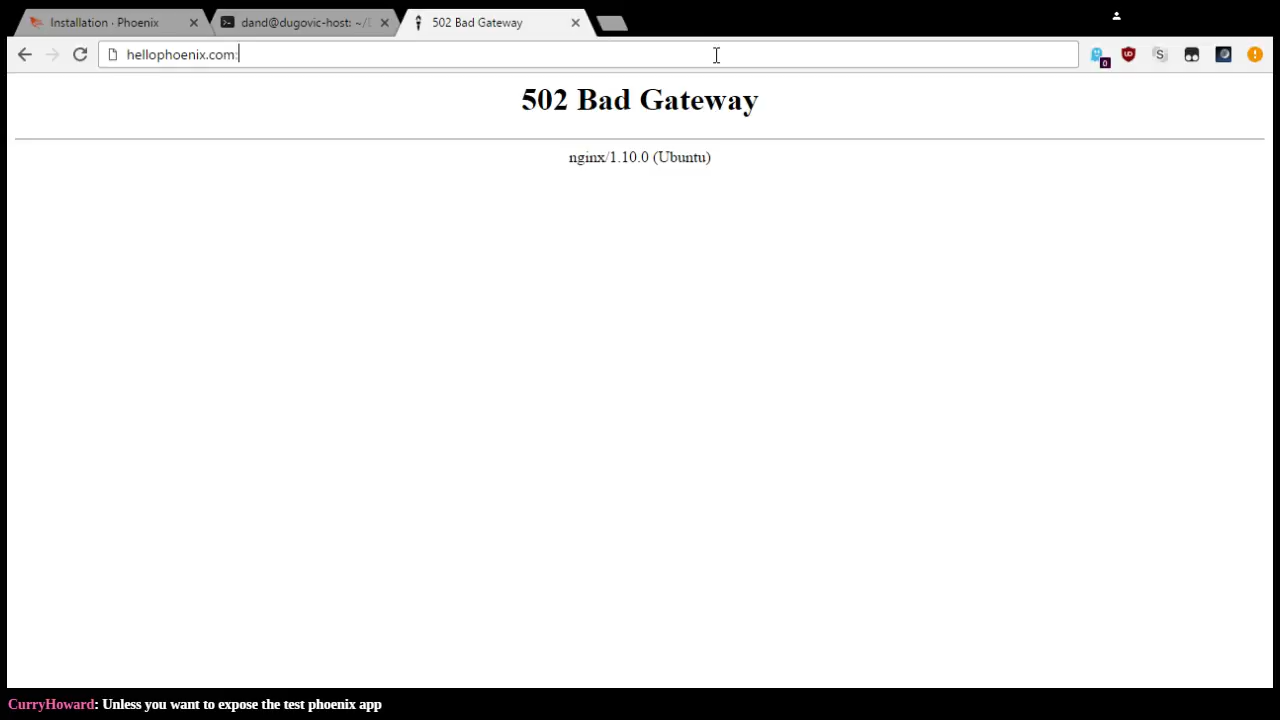 Installation · Phoenix
dand@dugovic-host: ~/
502 Bad Gateway
hellophoenix.com:
0
S
502 Bad Gateway
nginx/1.10.0 (Ubuntu)
CurryHoward: Unless you want to expose the test phoenix app